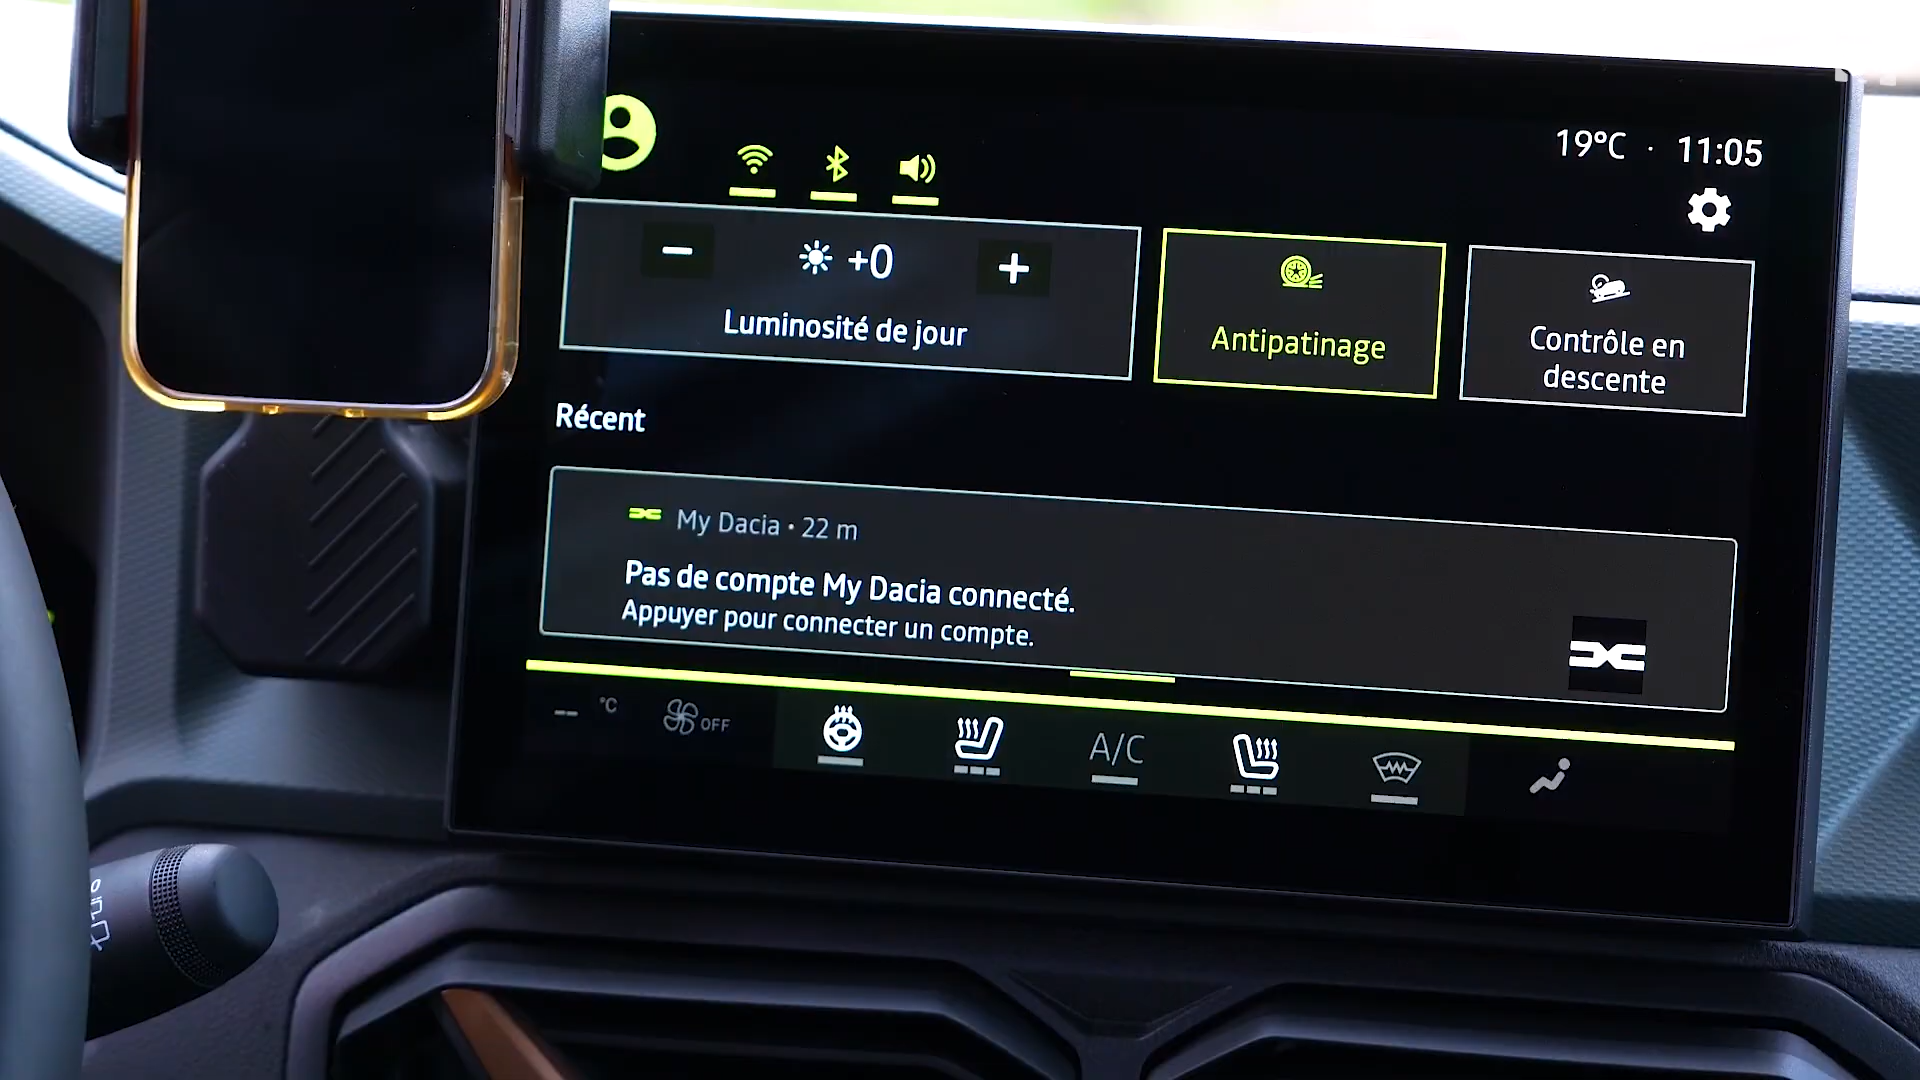 19°C · 11:05
− +0 +
Luminosité de jour
Antipatinage
Contrôle en
descente
Récent
My Dacia • 22 m
Pas de compte My Dacia connecté.
Appuyer pour connecter un compte.
-- °C
OFF
A/C